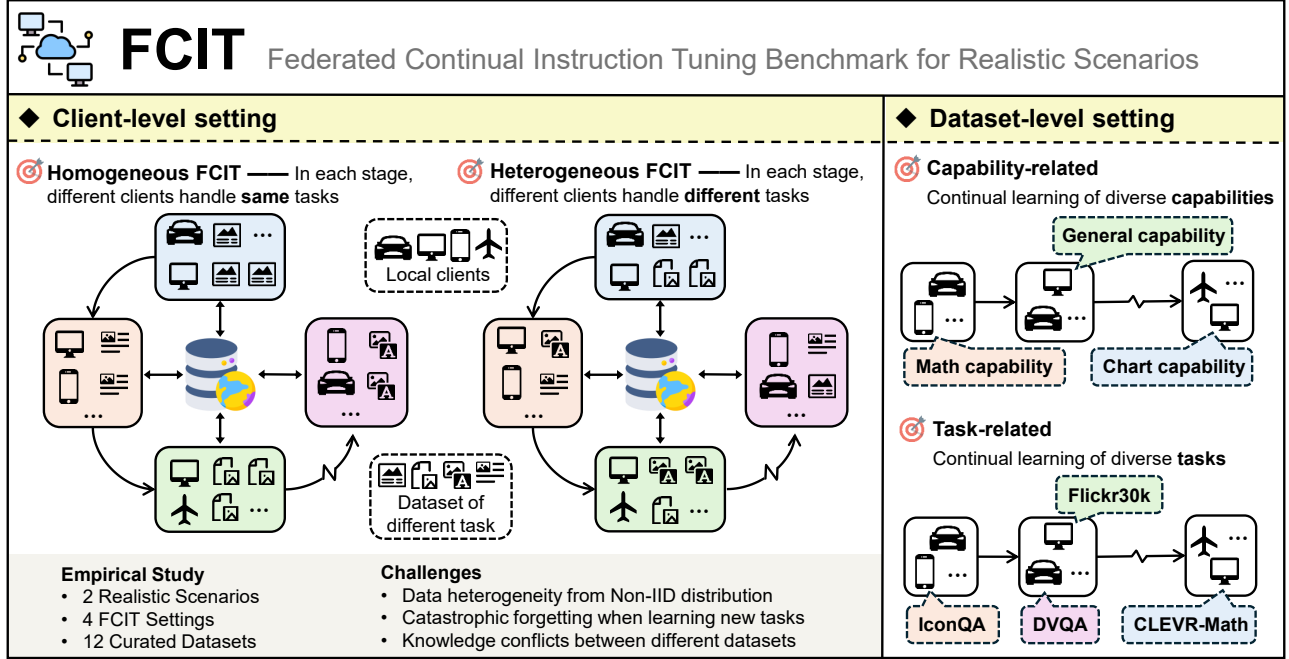 FCIT Federated Continual Instruction Tuning Benchmark for Realistic Scenarios
◆ Client-level setting
Homogeneous FCIT —— In each stage,
different clients handle same tasks
Heterogeneous FCIT —— In each stage,
different clients handle different tasks
...
Local clients
...
...
...
...
...
...
...
Dataset of
different task
Empirical Study
• 2 Realistic Scenarios
• 4 FCIT Settings
• 12 Curated Datasets
Challenges
• Data heterogeneity from Non-IID distribution
• Catastrophic forgetting when learning new tasks
• Knowledge conflicts between different datasets
◆ Dataset-level setting
Capability-related
Continual learning of diverse capabilities
General capability
...
...
...
Math capability
Chart capability
Task-related
Continual learning of diverse tasks
Flickr30k
...
...
...
IconQA
DVQA
CLEVR-Math